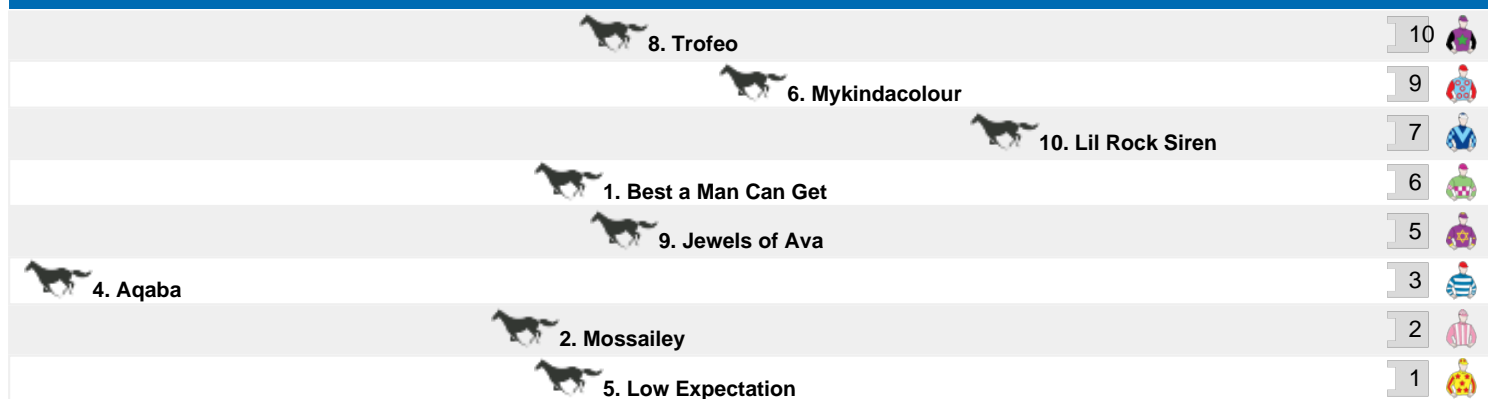 8. Trofeo 10
6. Mykindacolour 9
10. Lil Rock Siren 7
1. Best a Man Can Get 6
9. Jewels of Ava 5
4. Aqaba 3
2. Mossailey 2
5. Low Expectation 1